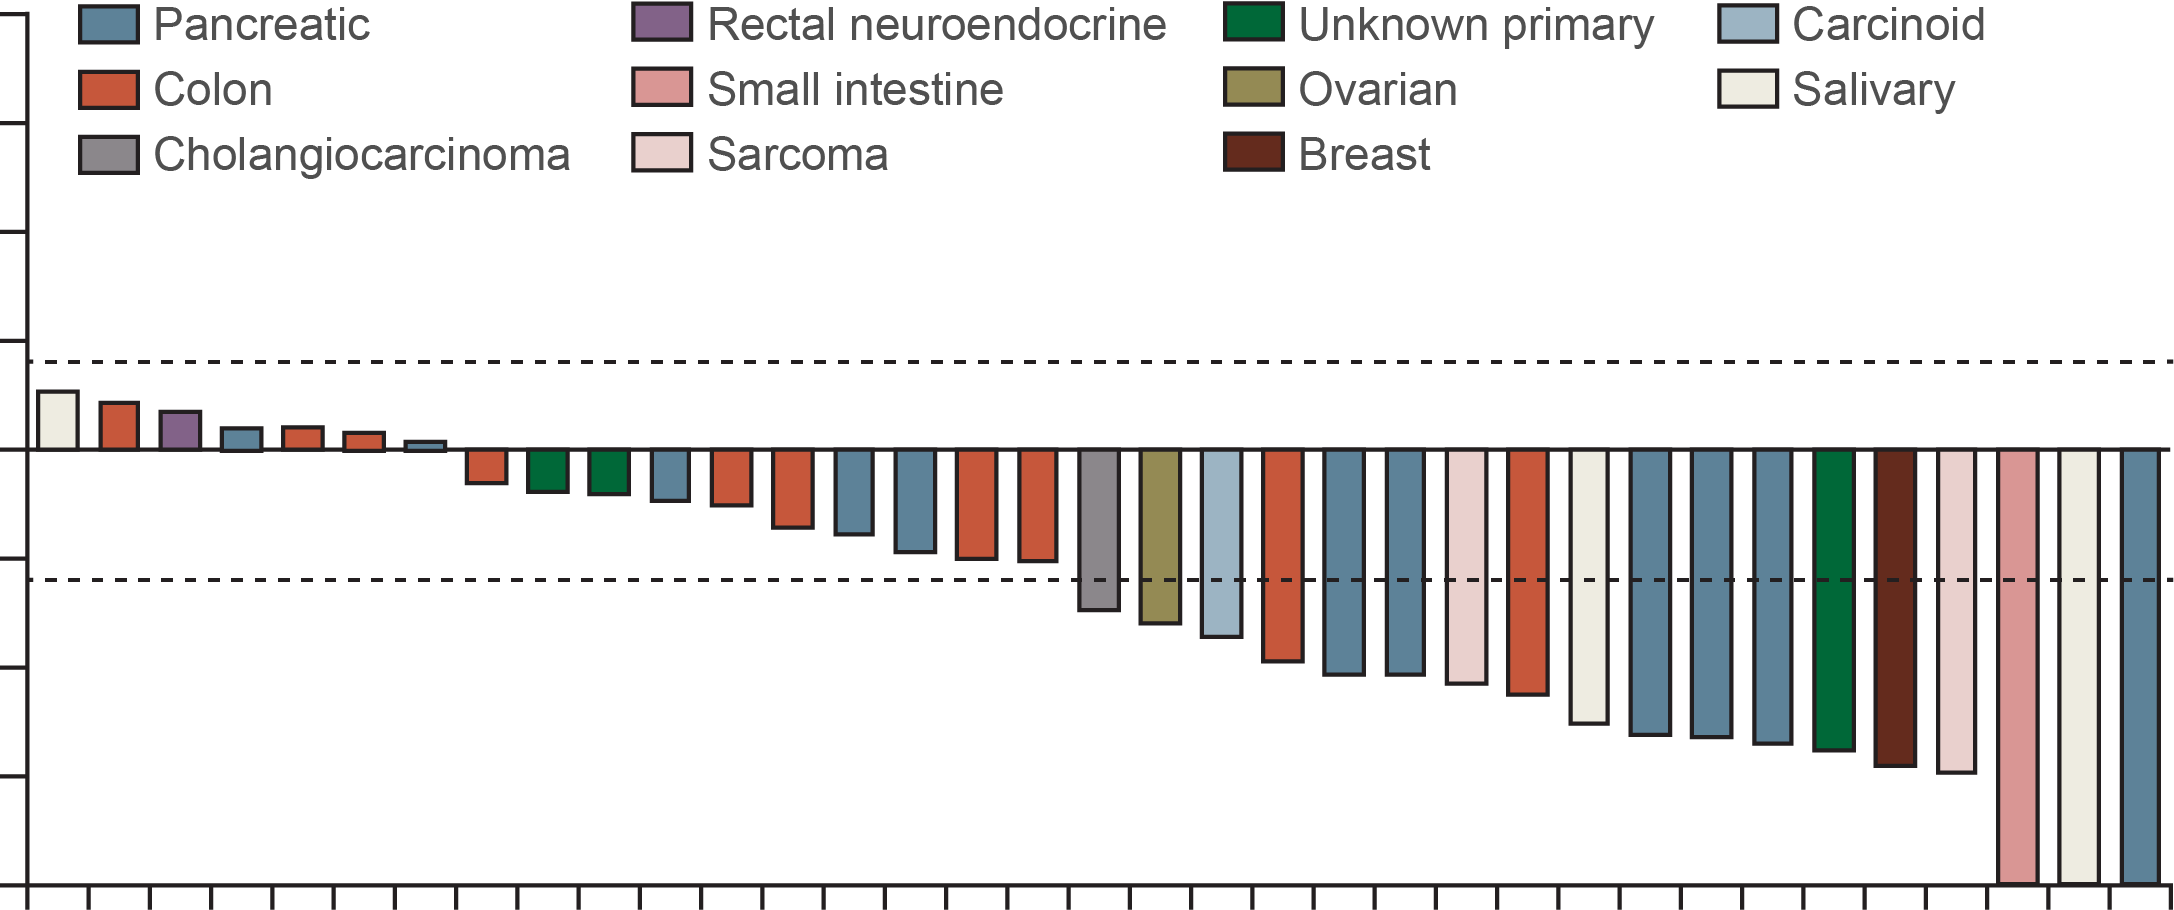 Pancreatic
Rectal neuroendocrine
Unknown primary
Carcinoid
Colon
Small intestine
Ovarian
Salivary
Cholangiocarcinoma
Sarcoma
Breast